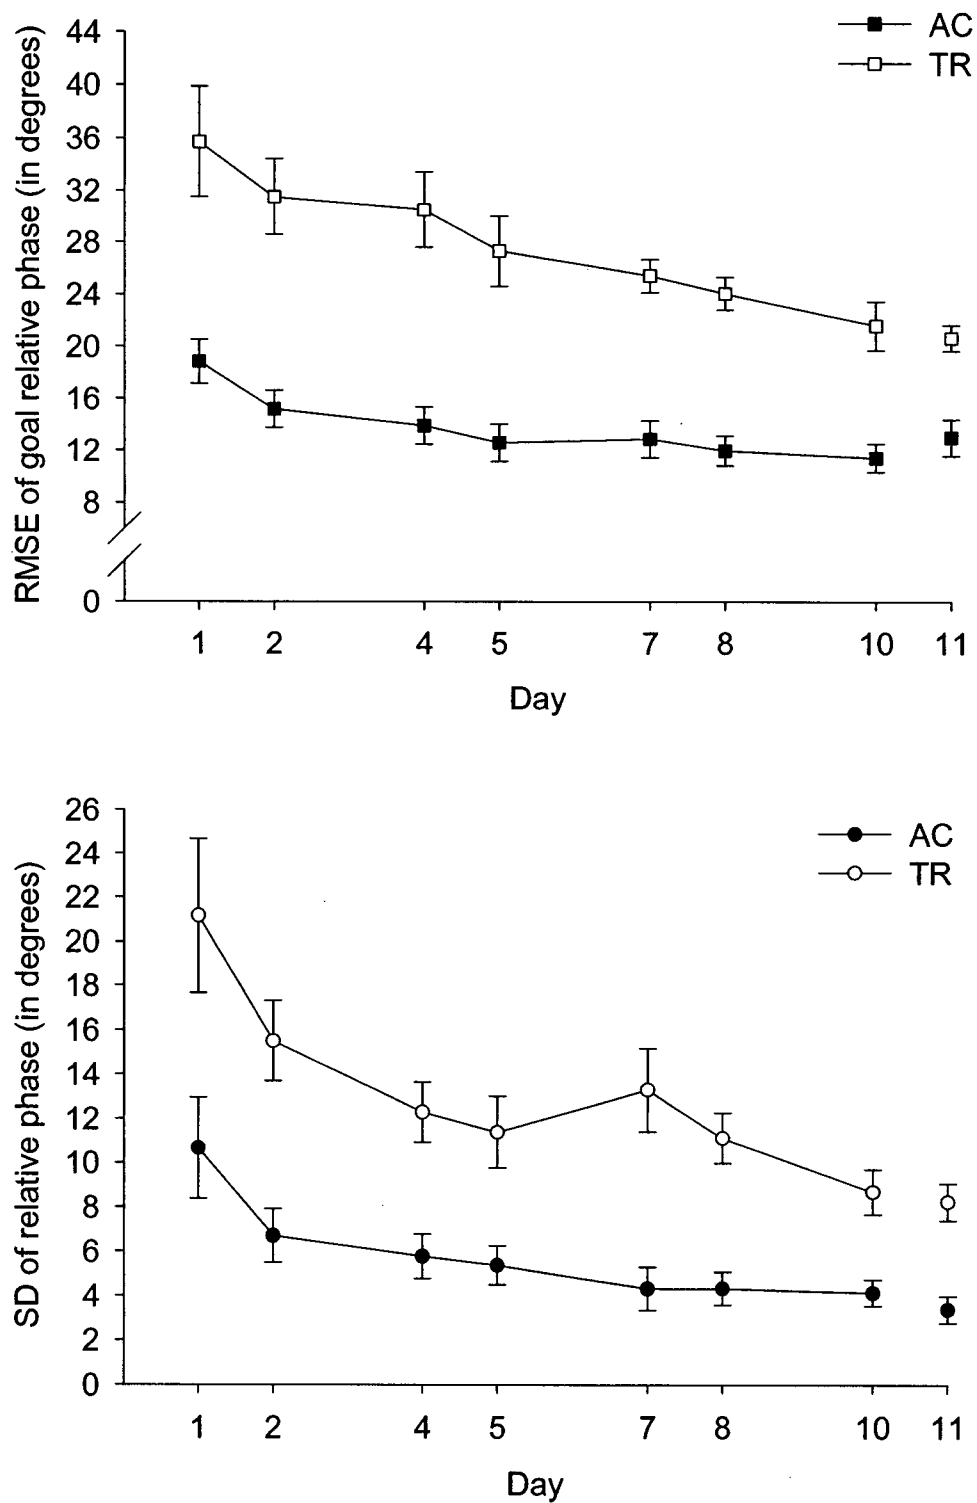 AC
TR
RMSE of goal relative phase (in degrees)
44
40
36
32
28
24
20
16
12
8
0
1 2 4 5 7 8 10 11
Day
AC
TR
SD of relative phase (in degrees)
26
24
22
20
18
16
14
12
10
8
6
4
2
0
1 2 4 5 7 8 10 11
Day